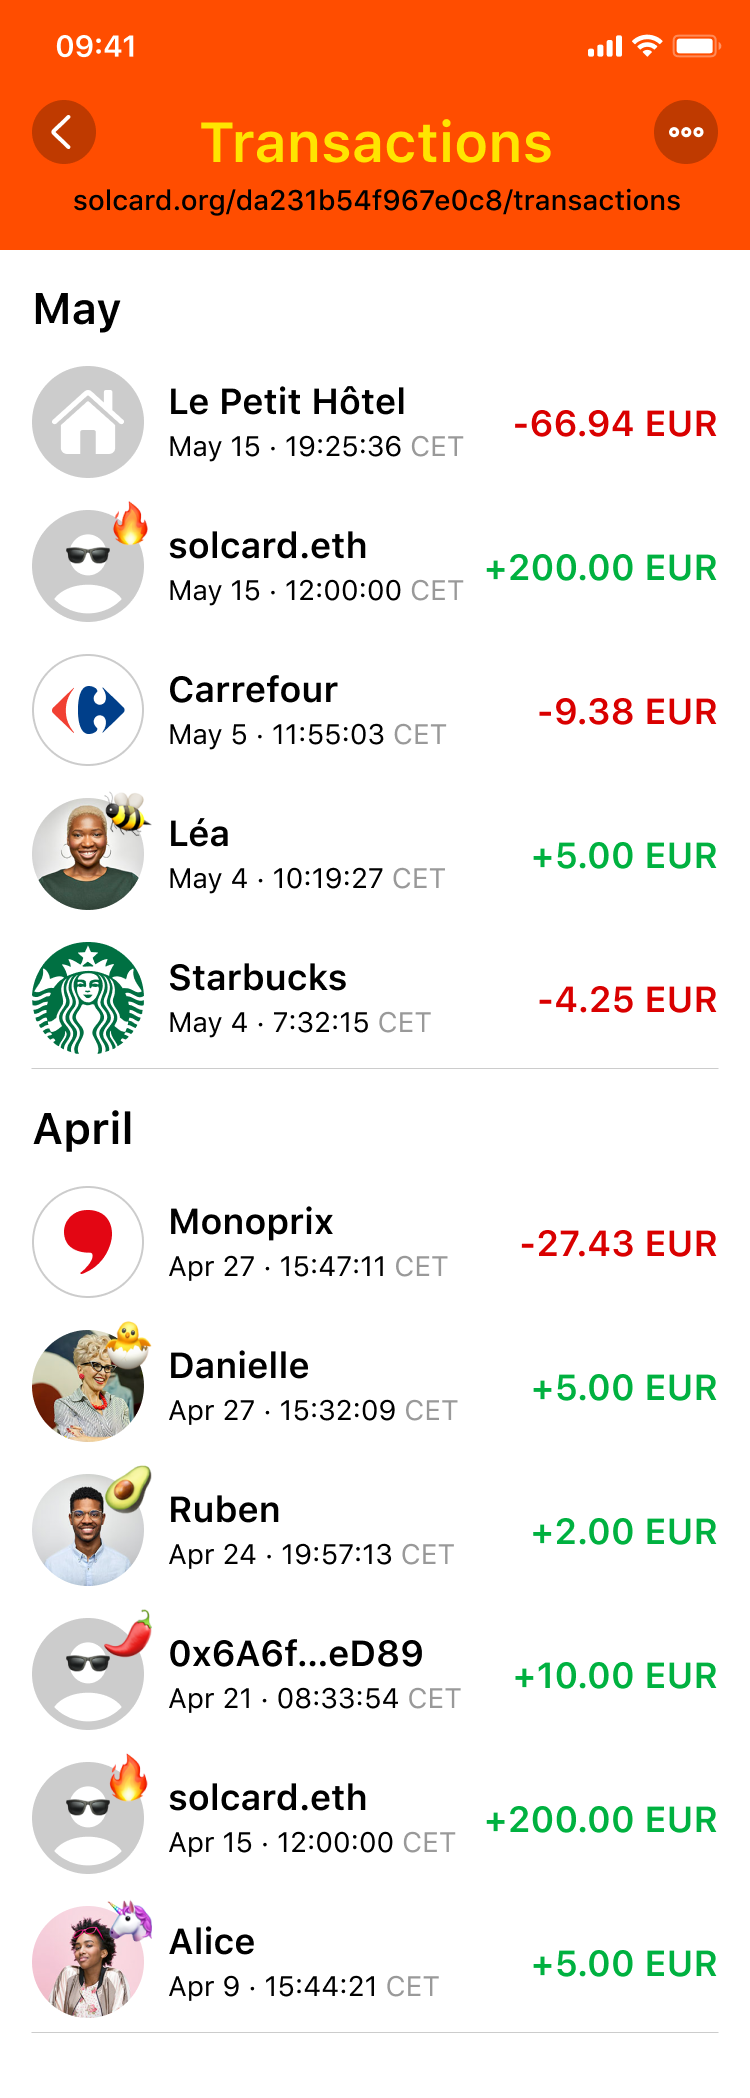 09:41
Transactions
solcard.org/da231b54f967e0c8/transactions
May
Le Petit Hôtel
-66.94 EUR
May 15 · 19:25:36 CET
solcard.eth
+200.00 EUR
May 15 · 12:00:00 CET
Carrefour
-9.38 EUR
May 5 · 11:55:03 CET
Léa
+5.00 EUR
May 4 · 10:19:27 CET
Starbucks
-4.25 EUR
May 4 · 7:32:15 CET
April
Monoprix
-27.43 EUR
Apr 27 · 15:47:11 CET
Danielle
+5.00 EUR
Apr 27 · 15:32:09 CET
Ruben
+2.00 EUR
Apr 24 · 19:57:13 CET
0x6A6f...eD89
+10.00 EUR
Apr 21 · 08:33:54 CET
solcard.eth
+200.00 EUR
Apr 15 · 12:00:00 CET
Alice
+5.00 EUR
Apr 9 · 15:44:21 CET